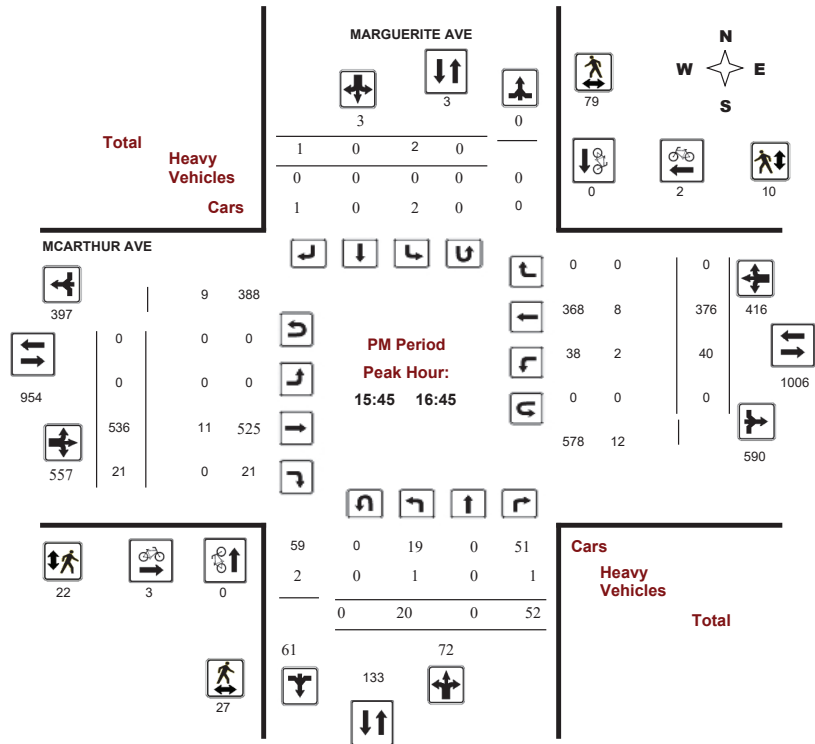 MARGUERITE AVE
N
W E
S
3
79
3 0
Total 1 0 2 0
Heavy
Vehicles 0 0 0 0 0
Cars 1 0 2 0 0
0 2 10
MCARTHUR AVE
397
9 388
954
0 0 0
0 0 0
536 11 525
557
21 0 21
PM Period
Peak Hour:
15:45 16:45
0 0 0
368 8 376 416
38 2 40
1006
0 0 0
578 12
590
22 3 0
27
59 0 19 0 51 Cars
2 0 1 0 1 Heavy
Vehicles
0 20 0 52 Total
61 72
133